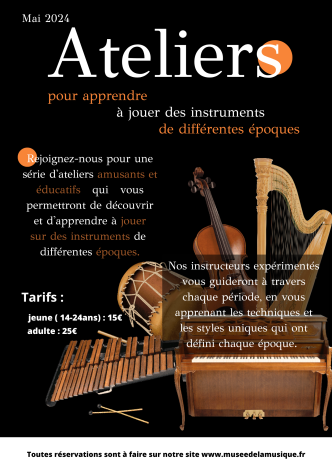 Mai 2024
Ateliers
pour apprendre
à jouer des instruments
de différentes époques
Rejoignez-nous pour une
série d'ateliers amusants et
éducatifs qui vous
permettront de découvrir
et d'apprendre à jouer
sur des instruments de
différentes époques.
Nos instructeurs expérimentés
vous guideront à travers
chaque période, en vous
apprenant les techniques et
les styles uniques qui ont
défini chaque époque.
Tarifs :
jeune ( 14-24ans) : 15€
adulte : 25€
Toutes réservations sont à faire sur notre site www.museedelamusique.fr